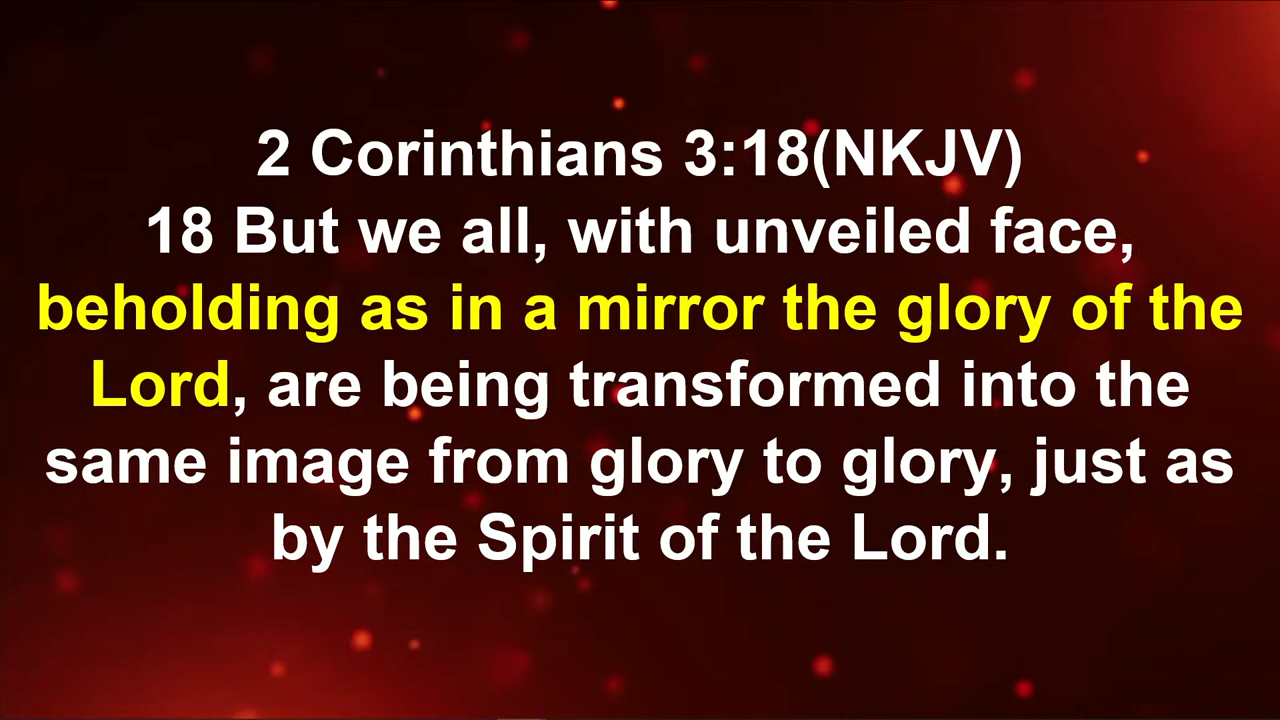 2 Corinthians 3:18(NKJV)
18 But we all, with unveiled face,
beholding as in a mirror the glory of the
Lord, are being transformed into the
same image from glory to glory, just as
by the Spirit of the Lord.